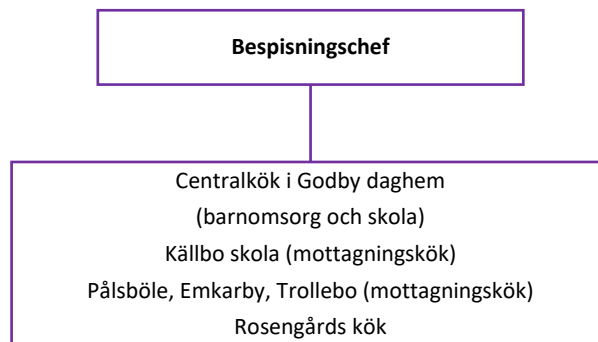 Bespisningschef
Centralkök i Godby daghem
(barnomsorg och skola)
Källbo skola (mottagningskök)
Pålsböle, Emkarby, Trollebo (mottagningskök)
Rosengårds kök